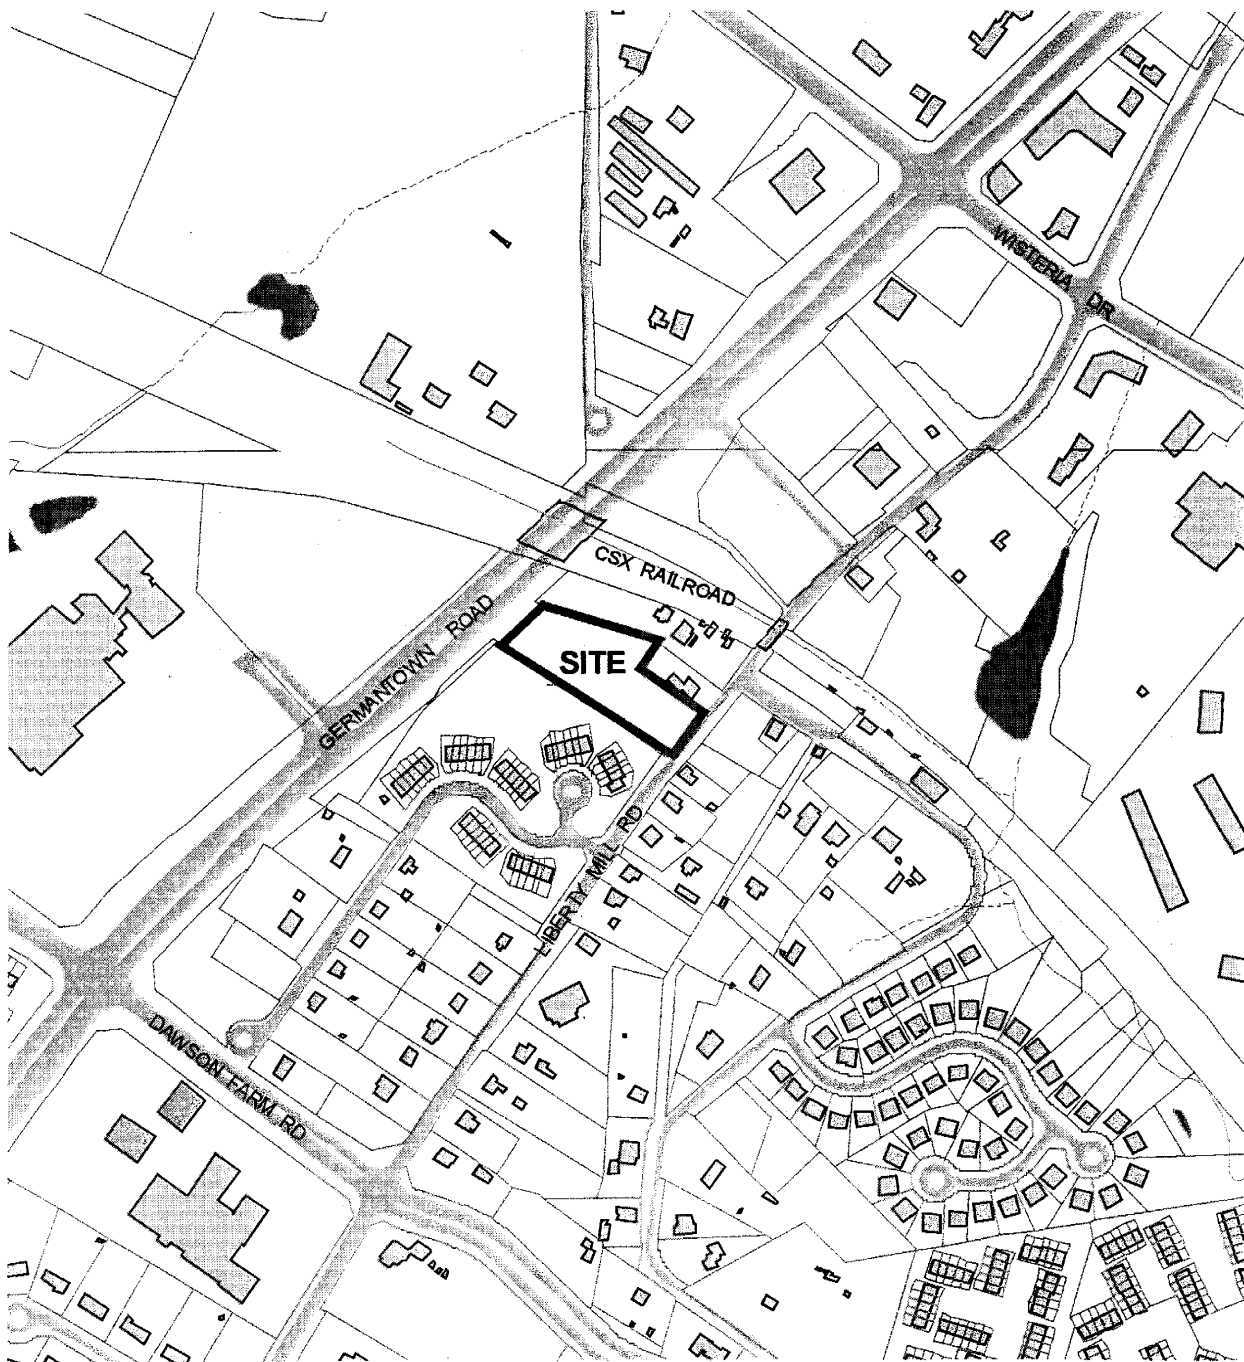 WISTERIA DR
CSX RAILROAD
GERMANTOWN ROAD
SITE
LIBERTY MILL RD
DAWSON FARM RD